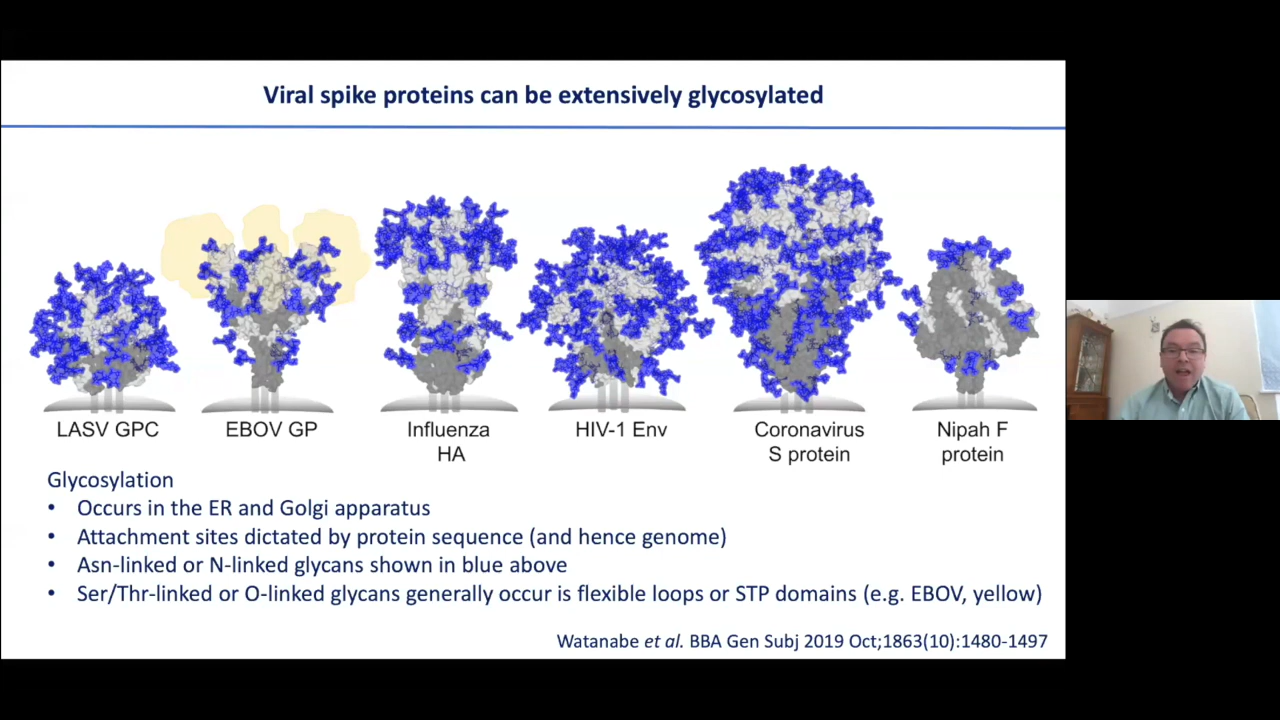 Viral spike proteins can be extensively glycosylated
LASV GPC
EBOV GP
Influenza
HA
HIV-1 Env
Coronavirus
S protein
Nipah F
protein
Glycosylation
• Occurs in the ER and Golgi apparatus
• Attachment sites dictated by protein sequence (and hence genome)
• Asn-linked or N-linked glycans shown in blue above
• Ser/Thr-linked or O-linked glycans generally occur is flexible loops or STP domains (e.g. EBOV, yellow)
Watanabe et al. BBA Gen Subj 2019 Oct;1863(10):1480-1497